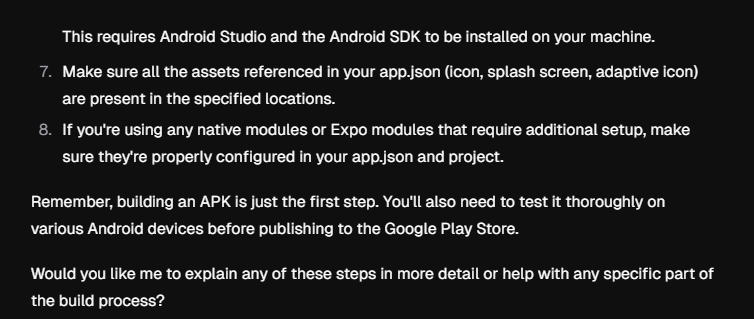 This requires Android Studio and the Android SDK to be installed on your machine.
7. Make sure all the assets referenced in your app.json (icon, splash screen, adaptive icon)
are present in the specified locations.
8. If you're using any native modules or Expo modules that require additional setup, make
sure they're properly configured in your app.json and project.
Remember, building an APK is just the first step. You'll also need to test it thoroughly on
various Android devices before publishing to the Google Play Store.
Would you like me to explain any of these steps in more detail or help with any specific part of
the build process?